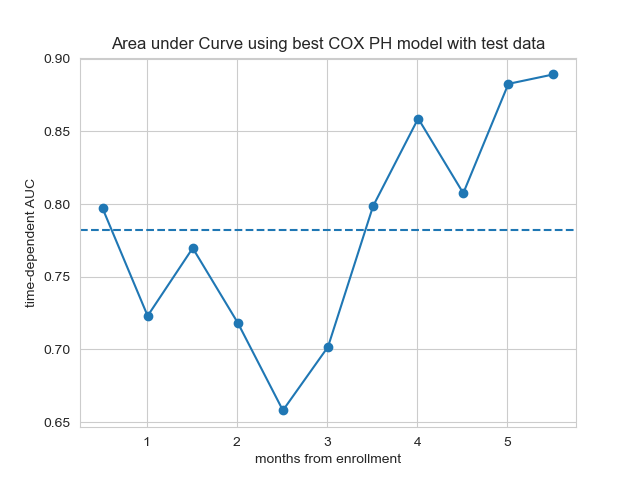 Area under Curve using best COX PH model with test data
0.90
0.85
0.80
0.75
0.70
0.65
time-dependent AUC
1 2 3 4 5
months from enrollment